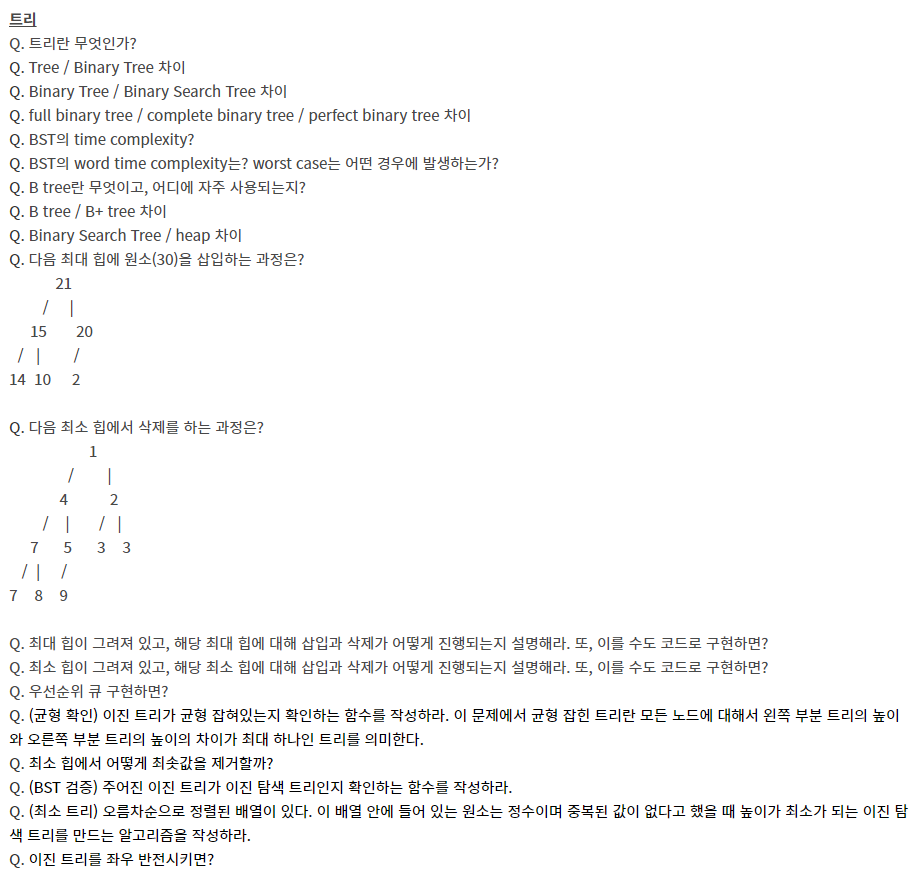 트리
Q. 트리란 무엇인가?
Q. Tree / Binary Tree 차이
Q. Binary Tree / Binary Search Tree 차이
Q. full binary tree / complete binary tree / perfect binary tree 차이
Q. BST의 time complexity?
Q. BST의 word time complexity는? worst case는 어떤 경우에 발생하는가?
Q. B tree란 무엇이고, 어디에 자주 사용되는지?
Q. B tree / B+ tree 차이
Q. Binary Search Tree / heap 차이
Q. 다음 최대 힙에 원소(30)을 삽입하는 과정은?
21
/ |
15 20
/ | /
14 10 2
Q. 다음 최소 힙에서 삭제를 하는 과정은?
1
/ |
4 2
/ | / |
7 5 3 3
/ | /
7 8 9
Q. 최대 힙이 그려져 있고, 해당 최대 힙에 대해 삽입과 삭제가 어떻게 진행되는지 설명해라. 또, 이를 수도 코드로 구현하면?
Q. 최소 힙이 그려져 있고, 해당 최소 힙에 대해 삽입과 삭제가 어떻게 진행되는지 설명해라. 또, 이를 수도 코드로 구현하면?
Q. 우선순위 큐 구현하면?
Q. (균형 확인) 이진 트리가 균형 잡혀있는지 확인하는 함수를 작성하라. 이 문제에서 균형 잡힌 트리란 모든 노드에 대해서 왼쪽 부분 트리의 높이
와 오른쪽 부분 트리의 높이의 차이가 최대 하나인 트리를 의미한다.
Q. 최소 힙에서 어떻게 최솟값을 제거할까?
Q. (BST 검증) 주어진 이진 트리가 이진 탐색 트리인지 확인하는 함수를 작성하라.
Q. (최소 트리) 오름차순으로 정렬된 배열이 있다. 이 배열 안에 들어 있는 원소는 정수이며 중복된 값이 없다고 했을 때 높이가 최소가 되는 이진 탐
색 트리를 만드는 알고리즘을 작성하라.
Q. 이진 트리를 좌우 반전시키면?